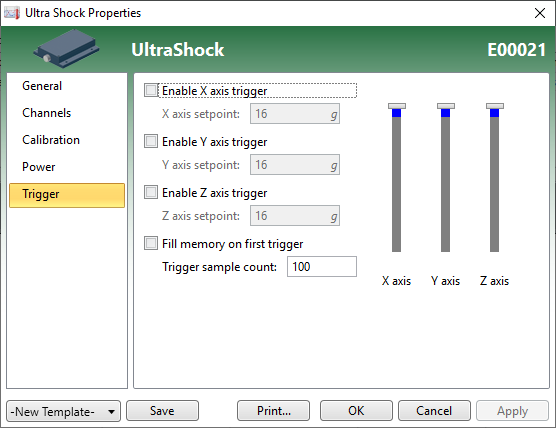 Ultra Shock Properties
UltraShock E00021
General
Channels
Calibration
Power
Trigger
Enable X axis trigger
X axis setpoint: 16 g
Enable Y axis trigger
Y axis setpoint: 16 g
Enable Z axis trigger
Z axis setpoint: 16 g
Fill memory on first trigger
Trigger sample count: 100
X axis Y axis Z axis
-New Template- Save Print... OK Cancel Apply